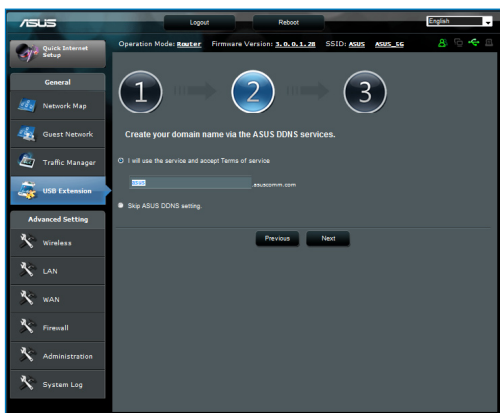 ASUS
Logout
Reboot
English
Quick Internet
Setup
Operation Mode: Router Firmware Version: 3.0.0.1.28 SSID: ASUS ASUS_5G
General
Network Map
Guest Network
Traffic Manager
USB Extension
Advanced Setting
Wireless
LAN
WAN
Firewall
Administration
System Log
1
2
3
Create your domain name via the ASUS DDNS services.
I will use the service and accept Terms of service
.asuscomm.com
Skip ASUS DDNS setting.
Previous
Next